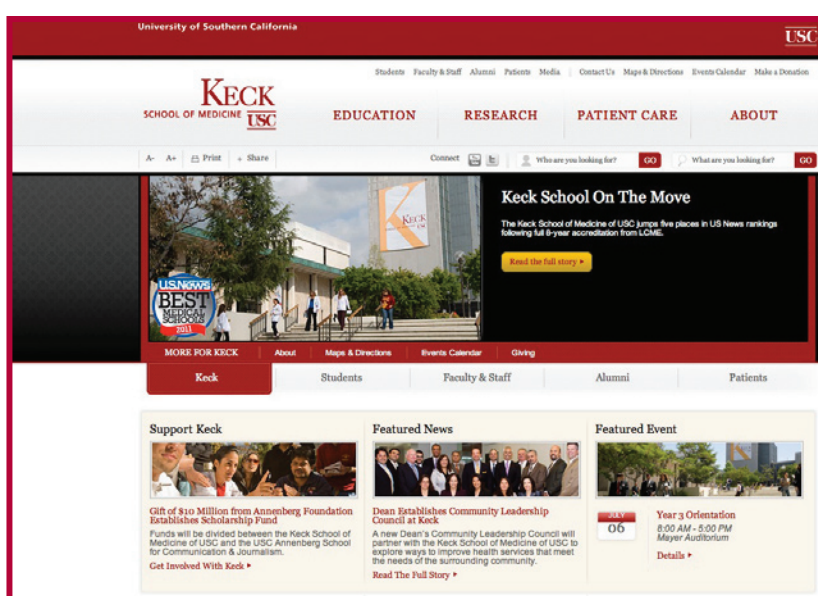 University of Southern California
USC
Students Faculty & Staff Alumni Patients Media Contact Us Maps & Directions Events Calendar Make a Donation
KECK
SCHOOL OF MEDICINE USC
EDUCATION RESEARCH PATIENT CARE ABOUT
A- A+ Print + Share Connect Who are you looking for? GO What are you looking for? GO
Keck School On The Move
The Keck School of Medicine of USC jumps five places in US News rankings
following full 8-year accreditation from LCME.
Read the full story
KECK
USC
U.S.News
BEST
MEDICAL
SCHOOLS
2011
MORE FOR KECK About Maps & Directions Events Calendar Giving
Keck Students Faculty & Staff Alumni Patients
Support Keck
Gift of $10 Million from Annenberg Foundation
Establishes Scholarship Fund
Funds will be divided between the Keck School of
Medicine of USC and the USC Annenberg School
for Communication & Journalism.
Get Involved With Keck
Featured News
Dean Establishes Community Leadership
Council at Keck
A new Dean's Community Leadership Council will
partner with the Keck School of Medicine of USC to
explore ways to improve health services that meet
the needs of the surrounding community.
Read The Full Story
Featured Event
JULY
06
Year 3 Orientation
8:00 AM - 5:00 PM
Mayer Auditorium
Details